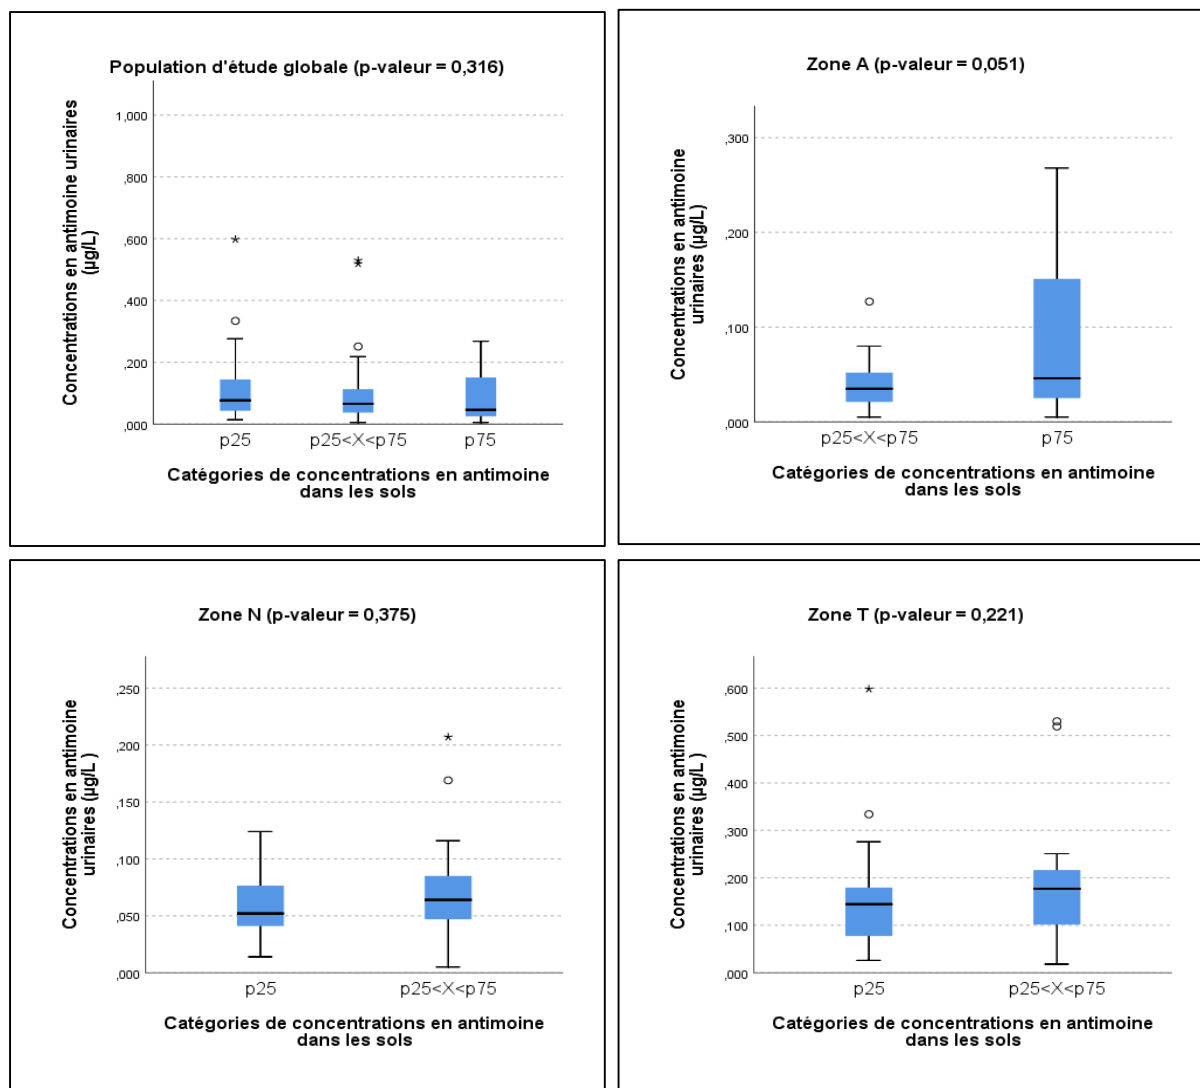 Population d'étude globale (p-valeur = 0,316)
Concentrations en antimoine urinaires
(µg/L)
1,000
,800
,600
,400
,200
,000
p25
p25<X<p75
p75
Catégories de concentrations en antimoine
dans les sols
Zone A (p-valeur = 0,051)
Concentrations en antimoine
urinaires (µg/L)
,300
,200
,100
,000
p25<X<p75
p75
Catégories de concentrations en antimoine
dans les sols
Zone N (p-valeur = 0,375)
Concentrations en antimoine
urinaires (µg/L )
,250
,200
,150
,100
,050
,000
p25
p25<X<p75
Catégories de concentrations en antimoine
dans les sols
Zone T (p-valeur = 0,221)
Concentrations en antimoine
urinaires (µg/L)
,600
,500
,400
,300
,200
,100
,000
p25
p25<X<p75
Catégories de concentrations en antimoine
dans les sols